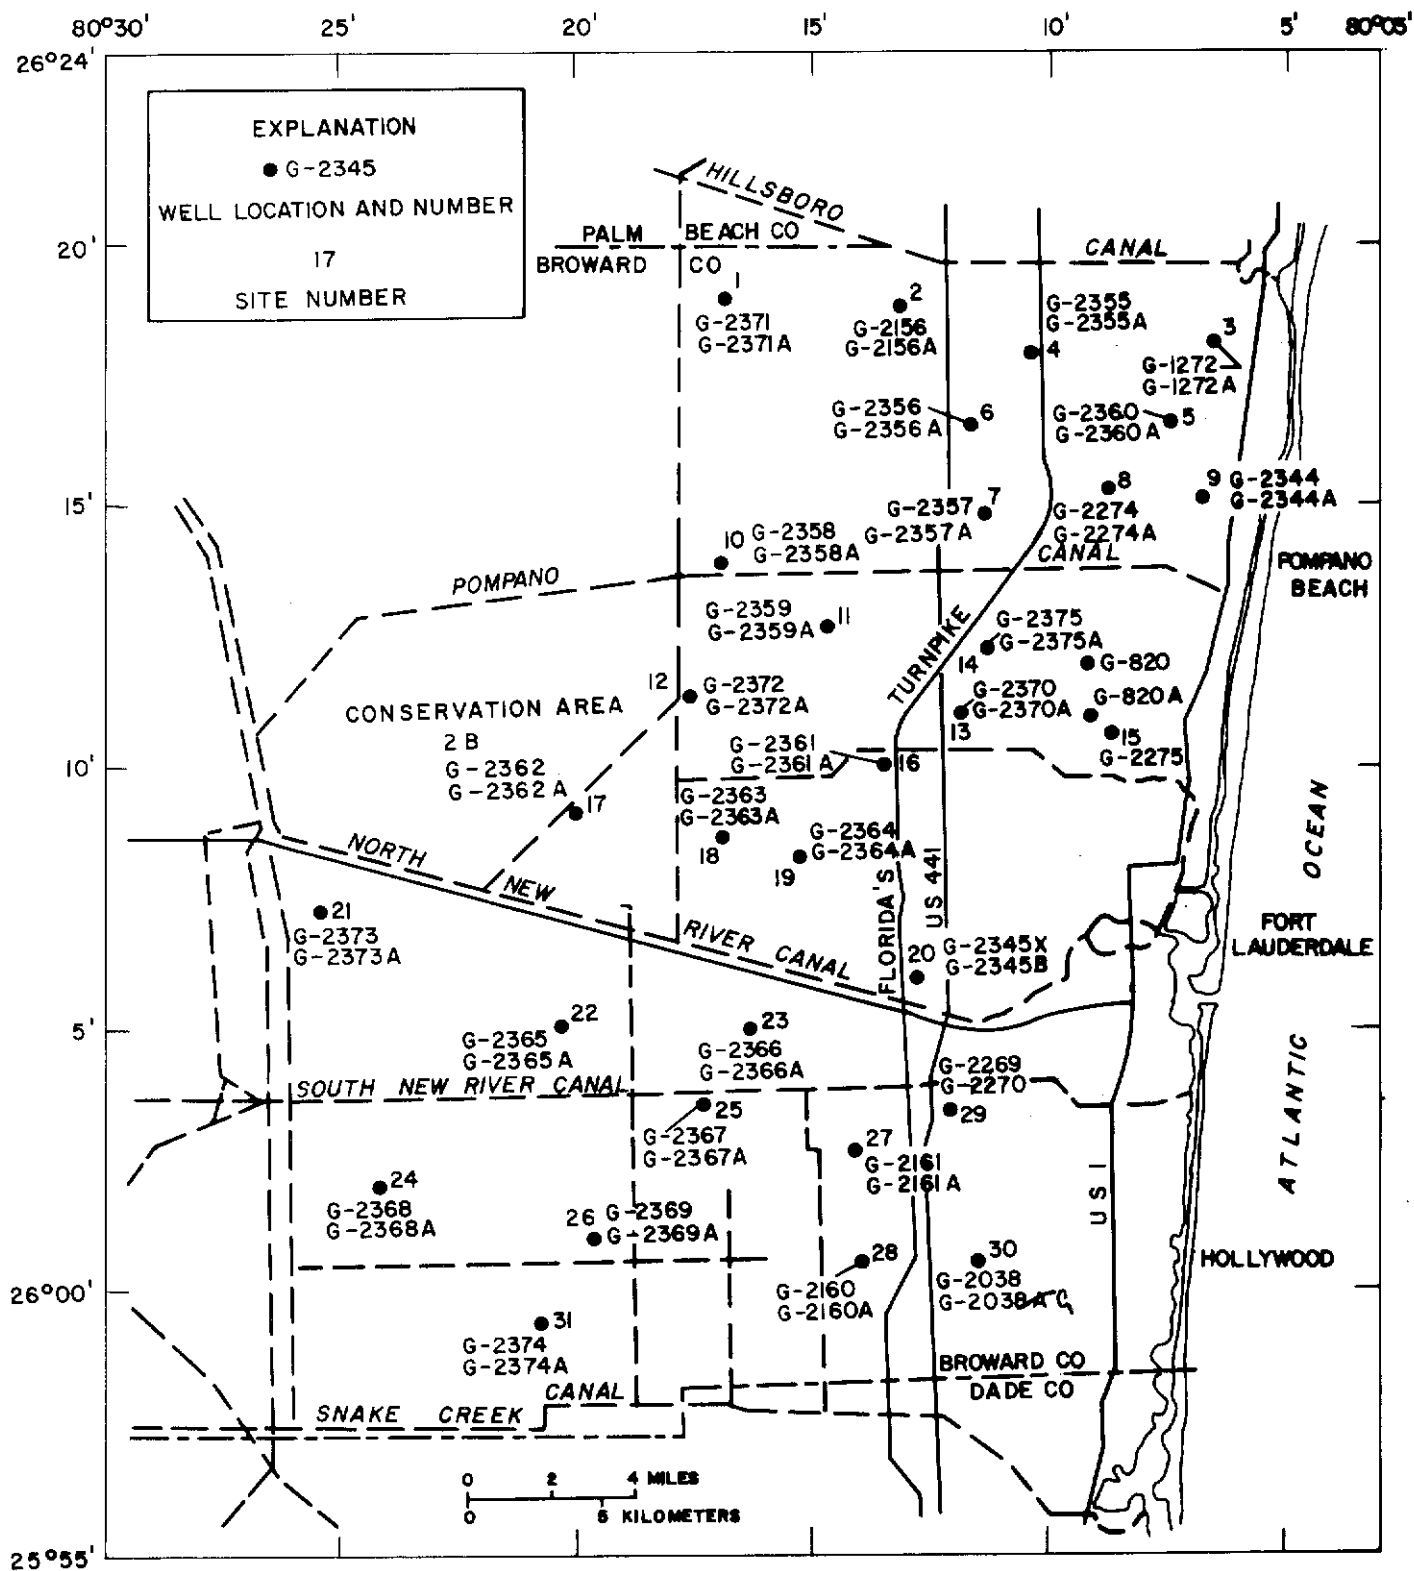 80°30' 25' 20' 15' 10' 5' 80°05'
26°24'
EXPLANATION
G-2345
WELL LOCATION AND NUMBER
17
SITE NUMBER
HILLSBORO
CANAL
20'
PALM BEACH CO
BROWARD CO
1
G-2371
G-2371A
2
G-2156
G-2156A
G-2355
G-2355A
4
3
G-1272
G-1272A
G-2356
G-2356A
6
G-2360
G-2360A
5
15'
G-2357
G-2357A
7
8
G-2274
G-2274A
9
G-2344
G-2344A
10
G-2358
G-2358A
POMPANO
CANAL
POMPANO
BEACH
G-2359
G-2359A
11
TURNPIKE
G-2375
G-2375A
14
G-820
12
G-2372
G-2372A
G-2370
G-2370A
13
G-820A
15
G-2275
CONSERVATION AREA
2B
G-2362
G-2362A
17
10'
G-2361
G-2361A
16
G-2363
G-2363A
18
G-2364
G-2364A
19
NORTH
NEW
RIVER
CANAL
FLORIDA'S
US 441
ATLANTIC
OCEAN
21
G-2373
G-2373A
20
G-2345X
G-2345B
FORT
LAUDERDALE
5'
22
G-2365
G-2365A
23
G-2366
G-2366A
SOUTH NEW RIVER CANAL
G-2269
G-2270
29
25
G-2367
G-2367A
27
G-2161
G-2161A
24
G-2368
G-2368A
26
G-2369
G-2369A
US 1
28
G-2160
G-2160A
30
G-2038
G-2038A
HOLLYWOOD
26°00'
31
G-2374
G-2374A
BROWARD CO
DADE CO
SNAKE CREEK
CANAL
0 2 4 MILES
0 5 KILOMETERS
25°55'